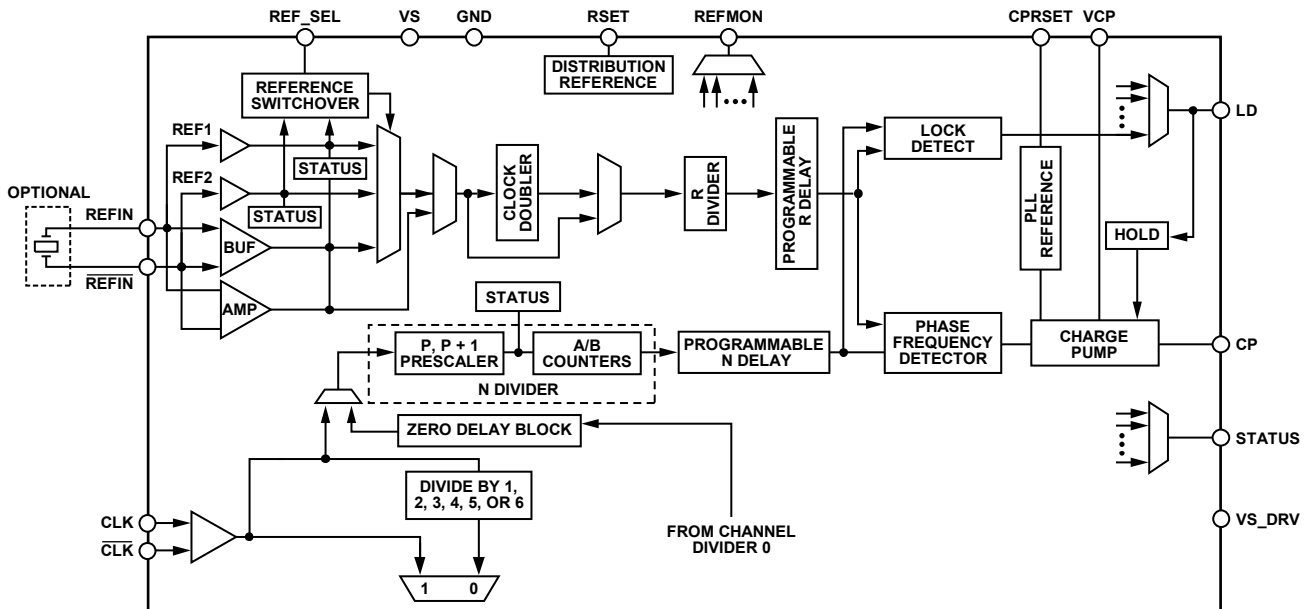 REF_SEL
VS
GND
RSET
REFMON
CPRSET
VCP
REFERENCE
SWITCHOVER
DISTRIBUTION
REFERENCE
REF1
REF2
STATUS
STATUS
OPTIONAL
REFIN
REFIN
BUF
AMP
CLOCK
DOUBLER
R
DIVIDER
PROGRAMMABLE
R DELAY
LOCK
DETECT
PLL
REFERENCE
LD
HOLD
STATUS
P, P + 1
PRESCALER
A/B
COUNTERS
N DIVIDER
PROGRAMMABLE
N DELAY
PHASE
FREQUENCY
DETECTOR
CHARGE
PUMP
CP
ZERO DELAY BLOCK
STATUS
DIVIDE BY 1,
2, 3, 4, 5, OR 6
CLK
CLK
FROM CHANNEL
DIVIDER 0
VS_DRV
1 0